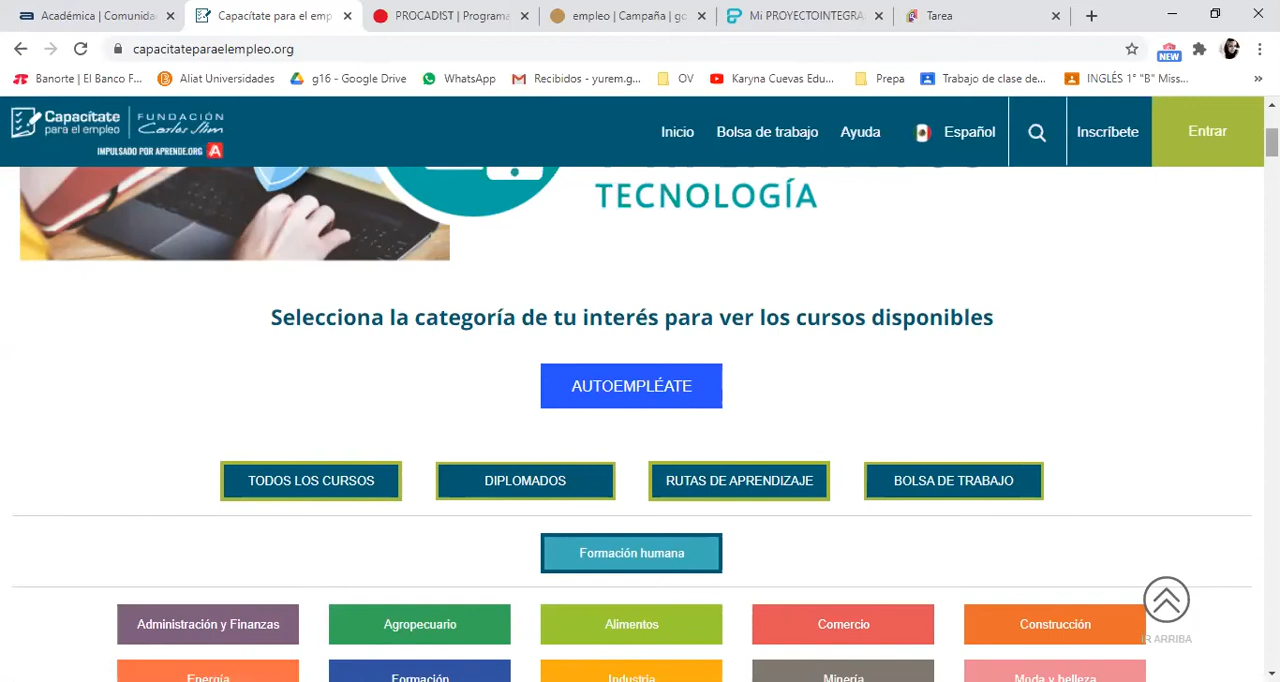 Académica | Comunida
Capacítate para el emp
PROCADIST | Programa
empleo | Campaña | go
Mi PROYECTOINTEGRA
Tarea
capacitateparaelempleo.org
NEW
Banorte | El Banco F...
Aliat Universidades
g16 - Google Drive
WhatsApp
Recibidos - yurem.g...
OV
Karyna Cuevas Edu...
Prepa
Trabajo de clase de...
INGLÉS 1° "B" Miss...
»
Capacítate
para el empleo
FUNDACIÓN
Carlos Slim
IMPULSADO POR APRENDE.ORG A
Inicio
Bolsa de trabajo
Ayuda
Español
Inscríbete
Entrar
TECNOLOGÍA
Selecciona la categoría de tu interés para ver los cursos disponibles
AUTOEMPLÉATE
TODOS LOS CURSOS
DIPLOMADOS
RUTAS DE APRENDIZAJE
BOLSA DE TRABAJO
Formación humana
Administración y Finanzas
Agropecuario
Alimentos
Comercio
Construcción
IR ARRIBA
Energía
Formación
Industria
Minería
Moda y belleza